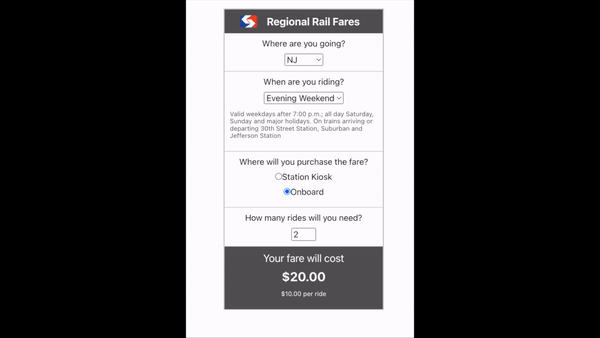 Regional Rail Fares
Where are you going?
NJ
When are you riding?
Evening Weekend
Valid weekdays after 7:00 p.m.; all day Saturday,
Sunday and major holidays. On trains arriving or
departing 30th Street Station, Suburban and
Jefferson Station
Where will you purchase the fare?
Station Kiosk
Onboard
How many rides will you need?
2
Your fare will cost
$20.00
$10.00 per ride